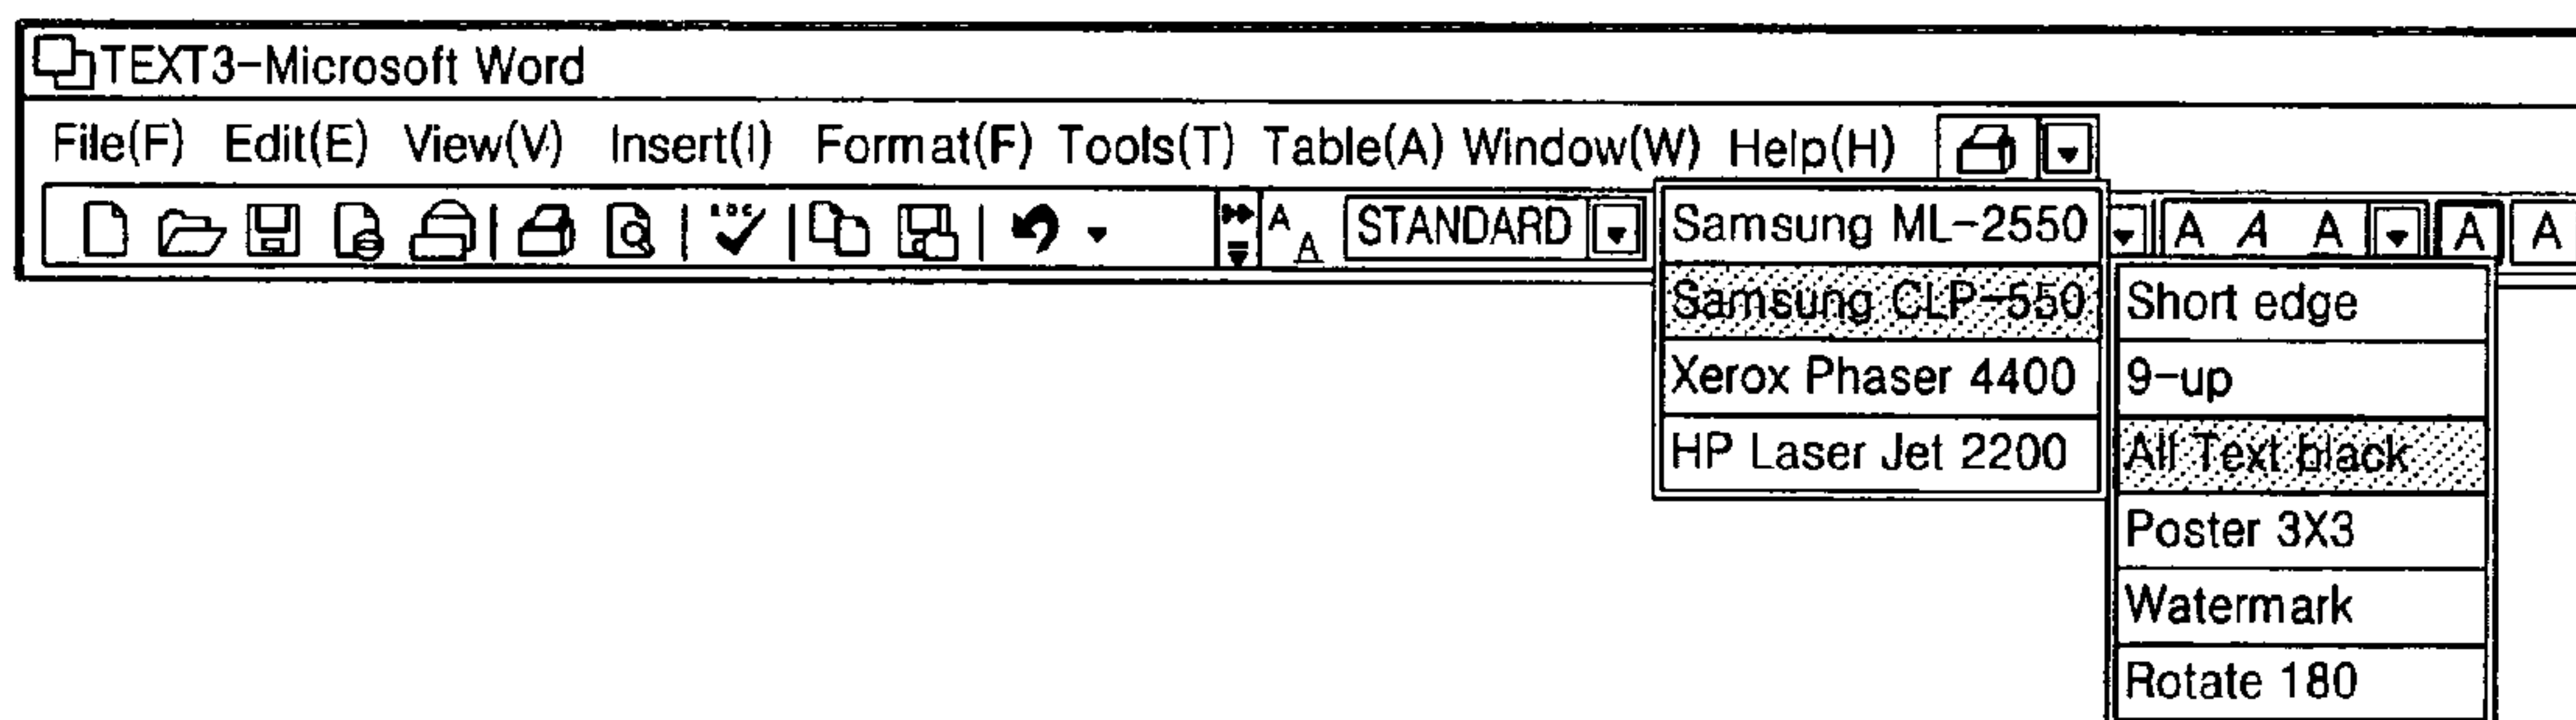 TEXT3-Microsoft Word
File(F) Edit(E) View(V) Insert(I) Format(F) Tools(T) Table(A) Window(W) Help(H)
A A STANDARD A A A A A
Samsung ML-2550
Samsung CLP-550
Xerox Phaser 4400
HP Laser Jet 2200
Short edge
9-up
All Text black
Poster 3X3
Watermark
Rotate 180